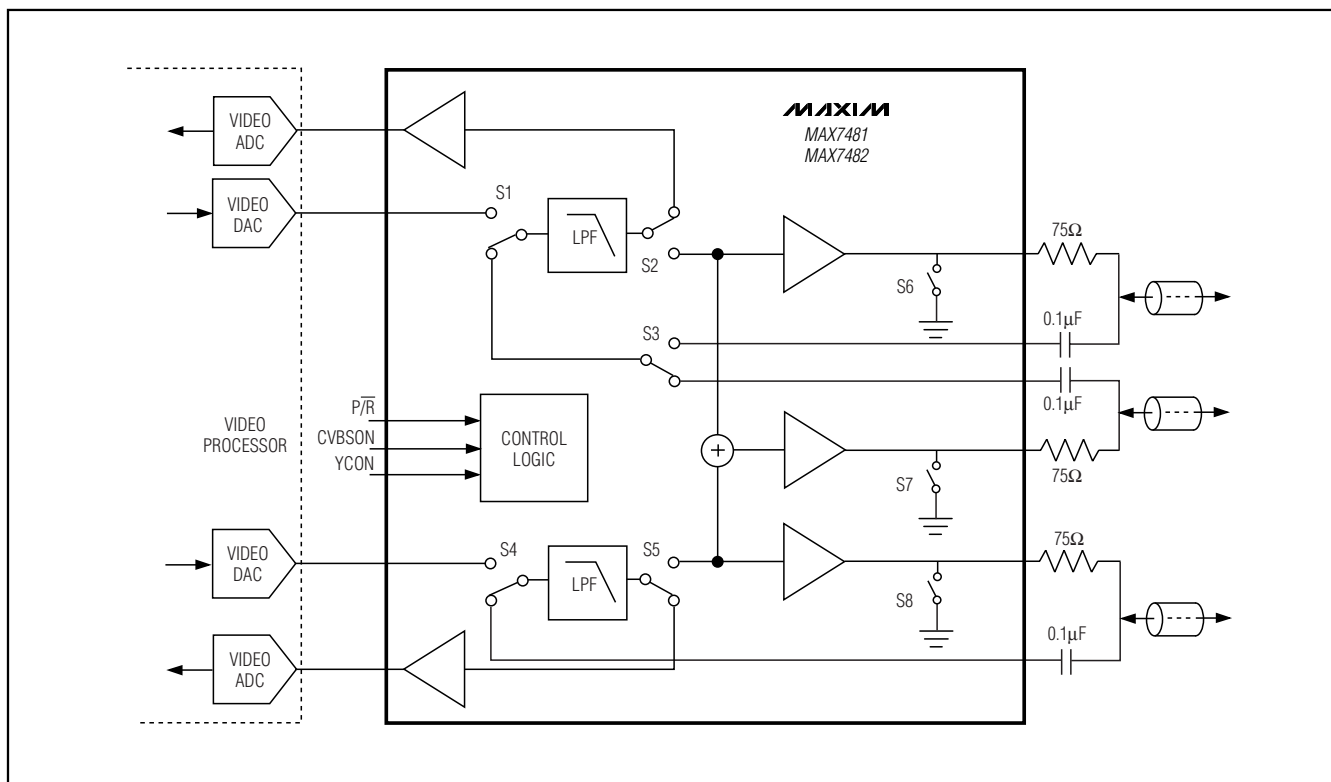 MAXIM
MAX7481
MAX7482
VIDEO
ADC
VIDEO
DAC
S1
LPF
S2
75Ω
S6
0.1µF
S3
0.1µF
P/R̅
CVBSON
YCON
VIDEO
PROCESSOR
CONTROL
LOGIC
+
S7
75Ω
VIDEO
DAC
S4
LPF
S5
75Ω
S8
0.1µF
VIDEO
ADC